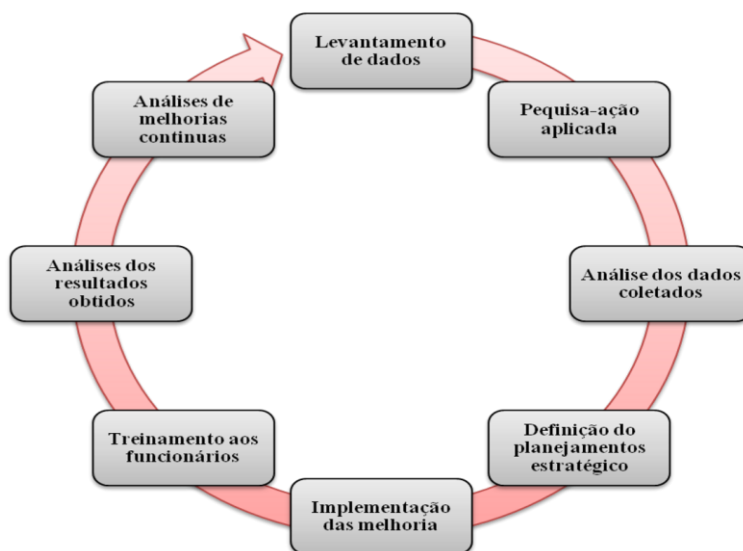 Levantamento
de dados
Pequisa-ação
aplicada
Análise dos dados
coletados
Definição do
planejamentos
estratégico
Implementação
das melhoria
Treinamento aos
funcionários
Análises dos
resultados
obtidos
Análises de
melhorias
continuas